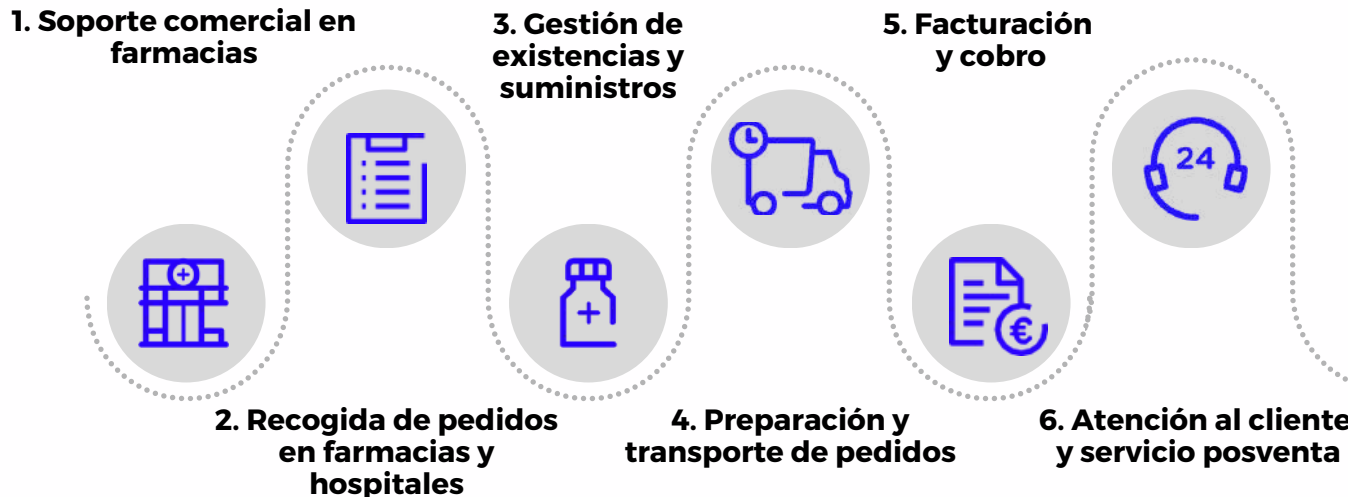 1. Soporte comercial en
farmacias
2. Recogida de pedidos
en farmacias y
hospitales
3. Gestión de
existencias y
suministros
4. Preparación y
transporte de pedidos
5. Facturación
y cobro
6. Atención al cliente
y servicio posventa
24
€